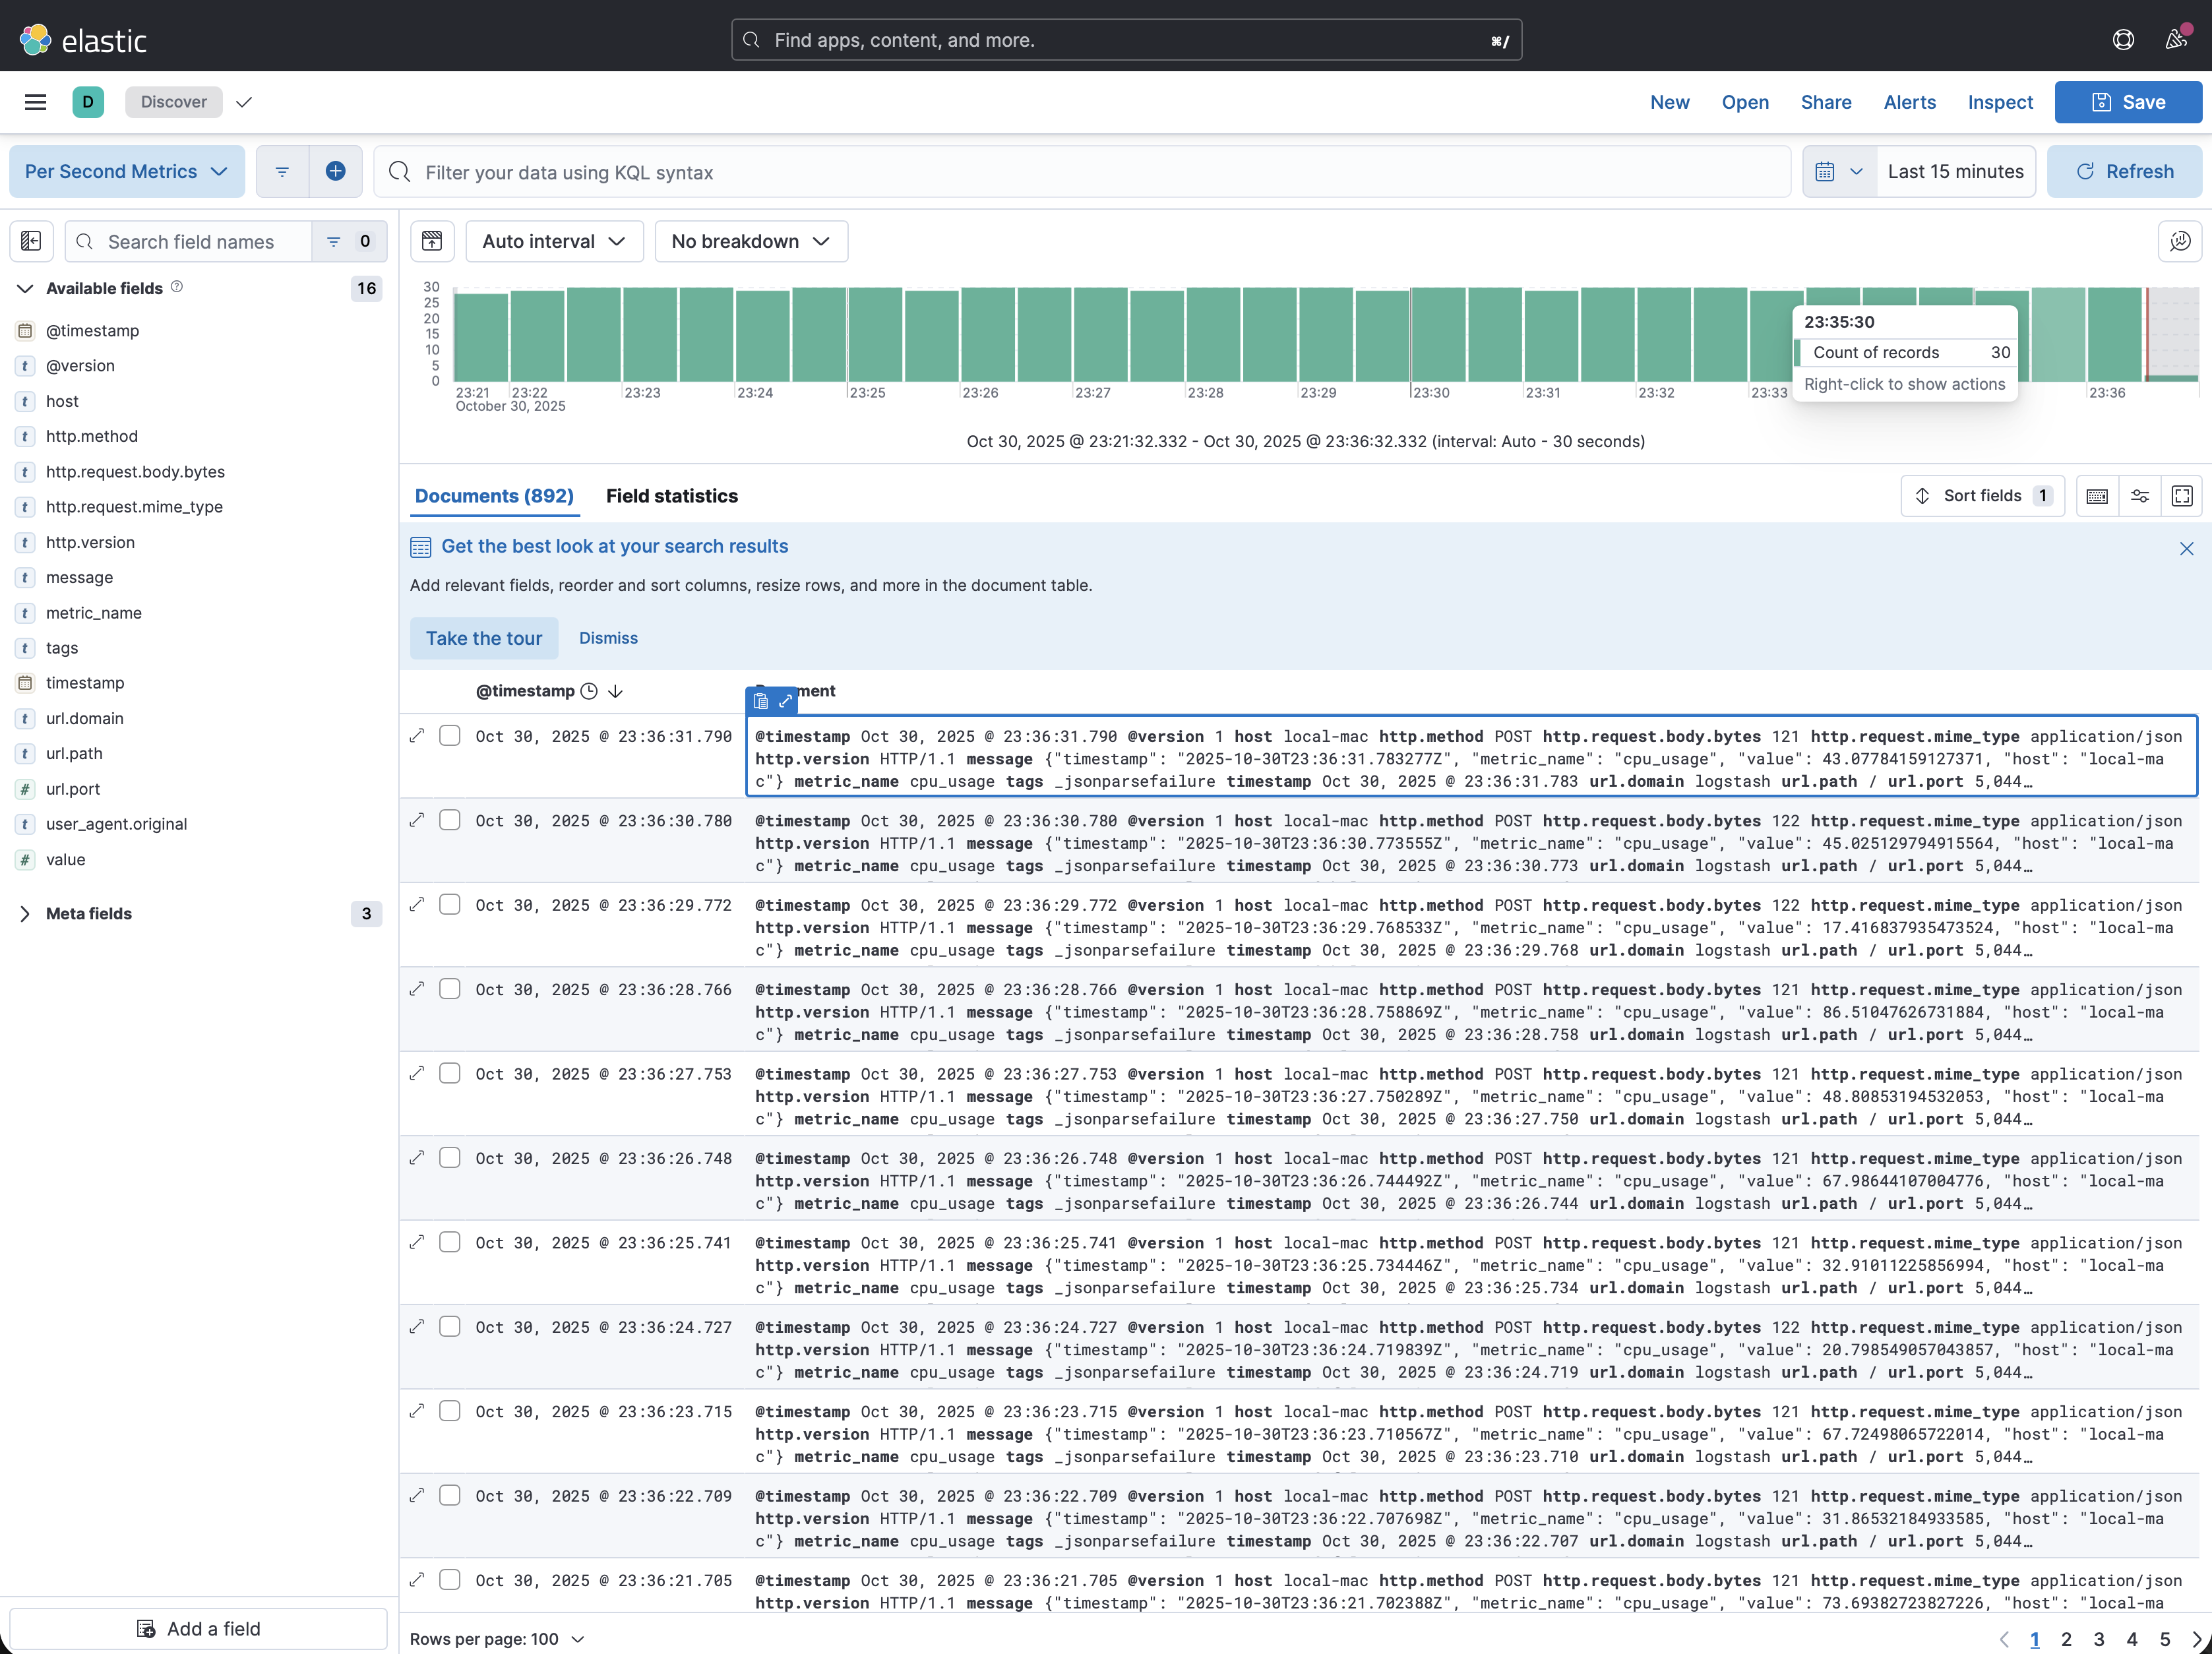 elastic
Find apps, content, and more.
⌘/
D
Discover
New
Open
Share
Alerts
Inspect
Save
Per Second Metrics
Filter your data using KQL syntax
Last 15 minutes
Refresh
Search field names
0
Auto interval
No breakdown
Available fields
16
@timestamp
t @version
t host
t http.method
t http.request.body.bytes
t http.request.mime_type
t http.version
t message
t metric_name
t tags
timestamp
t url.domain
t url.path
# url.port
t user_agent.original
# value
Meta fields
3
Add a field
30
25
20
15
10
5
0
23:21 23:22 23:23 23:24 23:25 23:26 23:27 23:28 23:29 23:30 23:31 23:32 23:33 23:36
October 30, 2025
23:35:30
Count of records 30
Right-click to show actions
Oct 30, 2025 @ 23:21:32.332 - Oct 30, 2025 @ 23:36:32.332 (interval: Auto - 30 seconds)
Documents (892)
Field statistics
Sort fields 1
Get the best look at your search results
Add relevant fields, reorder and sort columns, resize rows, and more in the document table.
Take the tour
Dismiss
@timestamp
ment
Oct 30, 2025 @ 23:36:31.790 @timestamp Oct 30, 2025 @ 23:36:31.790 @version 1 host local-mac http.method POST http.request.body.bytes 121 http.request.mime_type application/json
http.version HTTP/1.1 message {"timestamp": "2025-10-30T23:36:31.783277Z", "metric_name": "cpu_usage", "value": 43.07784159127371, "host": "local-ma
c"} metric_name cpu_usage tags _jsonparsefailure timestamp Oct 30, 2025 @ 23:36:31.783 url.domain logstash url.path / url.port 5,044…
Oct 30, 2025 @ 23:36:30.780 @timestamp Oct 30, 2025 @ 23:36:30.780 @version 1 host local-mac http.method POST http.request.body.bytes 122 http.request.mime_type application/json
http.version HTTP/1.1 message {"timestamp": "2025-10-30T23:36:30.773555Z", "metric_name": "cpu_usage", "value": 45.025129794915564, "host": "local-ma
c"} metric_name cpu_usage tags _jsonparsefailure timestamp Oct 30, 2025 @ 23:36:30.773 url.domain logstash url.path / url.port 5,044…
Oct 30, 2025 @ 23:36:29.772 @timestamp Oct 30, 2025 @ 23:36:29.772 @version 1 host local-mac http.method POST http.request.body.bytes 122 http.request.mime_type application/json
http.version HTTP/1.1 message {"timestamp": "2025-10-30T23:36:29.768533Z", "metric_name": "cpu_usage", "value": 17.416837935473524, "host": "local-ma
c"} metric_name cpu_usage tags _jsonparsefailure timestamp Oct 30, 2025 @ 23:36:29.768 url.domain logstash url.path / url.port 5,044…
Oct 30, 2025 @ 23:36:28.766 @timestamp Oct 30, 2025 @ 23:36:28.766 @version 1 host local-mac http.method POST http.request.body.bytes 121 http.request.mime_type application/json
http.version HTTP/1.1 message {"timestamp": "2025-10-30T23:36:28.758869Z", "metric_name": "cpu_usage", "value": 86.51047626731884, "host": "local-ma
c"} metric_name cpu_usage tags _jsonparsefailure timestamp Oct 30, 2025 @ 23:36:28.758 url.domain logstash url.path / url.port 5,044…
Oct 30, 2025 @ 23:36:27.753 @timestamp Oct 30, 2025 @ 23:36:27.753 @version 1 host local-mac http.method POST http.request.body.bytes 121 http.request.mime_type application/json
http.version HTTP/1.1 message {"timestamp": "2025-10-30T23:36:27.750289Z", "metric_name": "cpu_usage", "value": 48.80853194532053, "host": "local-ma
c"} metric_name cpu_usage tags _jsonparsefailure timestamp Oct 30, 2025 @ 23:36:27.750 url.domain logstash url.path / url.port 5,044…
Oct 30, 2025 @ 23:36:26.748 @timestamp Oct 30, 2025 @ 23:36:26.748 @version 1 host local-mac http.method POST http.request.body.bytes 121 http.request.mime_type application/json
http.version HTTP/1.1 message {"timestamp": "2025-10-30T23:36:26.744492Z", "metric_name": "cpu_usage", "value": 67.98644107004776, "host": "local-ma
c"} metric_name cpu_usage tags _jsonparsefailure timestamp Oct 30, 2025 @ 23:36:26.744 url.domain logstash url.path / url.port 5,044…
Oct 30, 2025 @ 23:36:25.741 @timestamp Oct 30, 2025 @ 23:36:25.741 @version 1 host local-mac http.method POST http.request.body.bytes 121 http.request.mime_type application/json
http.version HTTP/1.1 message {"timestamp": "2025-10-30T23:36:25.734446Z", "metric_name": "cpu_usage", "value": 32.91011225856994, "host": "local-ma
c"} metric_name cpu_usage tags _jsonparsefailure timestamp Oct 30, 2025 @ 23:36:25.734 url.domain logstash url.path / url.port 5,044…
Oct 30, 2025 @ 23:36:24.727 @timestamp Oct 30, 2025 @ 23:36:24.727 @version 1 host local-mac http.method POST http.request.body.bytes 122 http.request.mime_type application/json
http.version HTTP/1.1 message {"timestamp": "2025-10-30T23:36:24.719839Z", "metric_name": "cpu_usage", "value": 20.798549057043857, "host": "local-ma
c"} metric_name cpu_usage tags _jsonparsefailure timestamp Oct 30, 2025 @ 23:36:24.719 url.domain logstash url.path / url.port 5,044…
Oct 30, 2025 @ 23:36:23.715 @timestamp Oct 30, 2025 @ 23:36:23.715 @version 1 host local-mac http.method POST http.request.body.bytes 121 http.request.mime_type application/json
http.version HTTP/1.1 message {"timestamp": "2025-10-30T23:36:23.710567Z", "metric_name": "cpu_usage", "value": 67.72498065722014, "host": "local-ma
c"} metric_name cpu_usage tags _jsonparsefailure timestamp Oct 30, 2025 @ 23:36:23.710 url.domain logstash url.path / url.port 5,044…
Oct 30, 2025 @ 23:36:22.709 @timestamp Oct 30, 2025 @ 23:36:22.709 @version 1 host local-mac http.method POST http.request.body.bytes 121 http.request.mime_type application/json
http.version HTTP/1.1 message {"timestamp": "2025-10-30T23:36:22.707698Z", "metric_name": "cpu_usage", "value": 31.86532184933585, "host": "local-ma
c"} metric_name cpu_usage tags _jsonparsefailure timestamp Oct 30, 2025 @ 23:36:22.707 url.domain logstash url.path / url.port 5,044…
Oct 30, 2025 @ 23:36:21.705 @timestamp Oct 30, 2025 @ 23:36:21.705 @version 1 host local-mac http.method POST http.request.body.bytes 121 http.request.mime_type application/json
http.version HTTP/1.1 message {"timestamp": "2025-10-30T23:36:21.702388Z", "metric_name": "cpu_usage", "value": 73.69382723827226, "host": "local-ma
Rows per page: 100
1 2 3 4 5